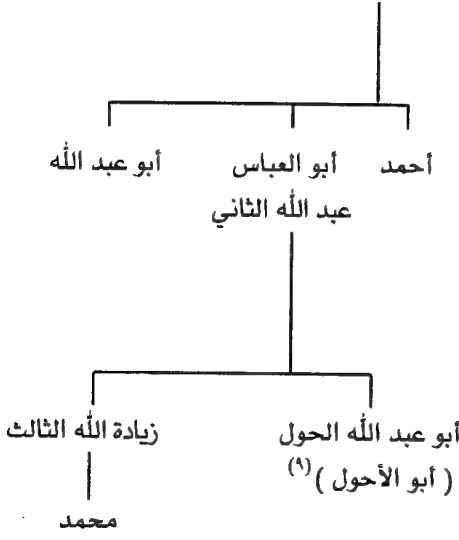 أحمد
أبو العباس
عبد الله الثاني
أبو عبد الله
أبو عبد الله الحول
( أبو الأحول )(٩)
زيادة الله الثالث
محمد